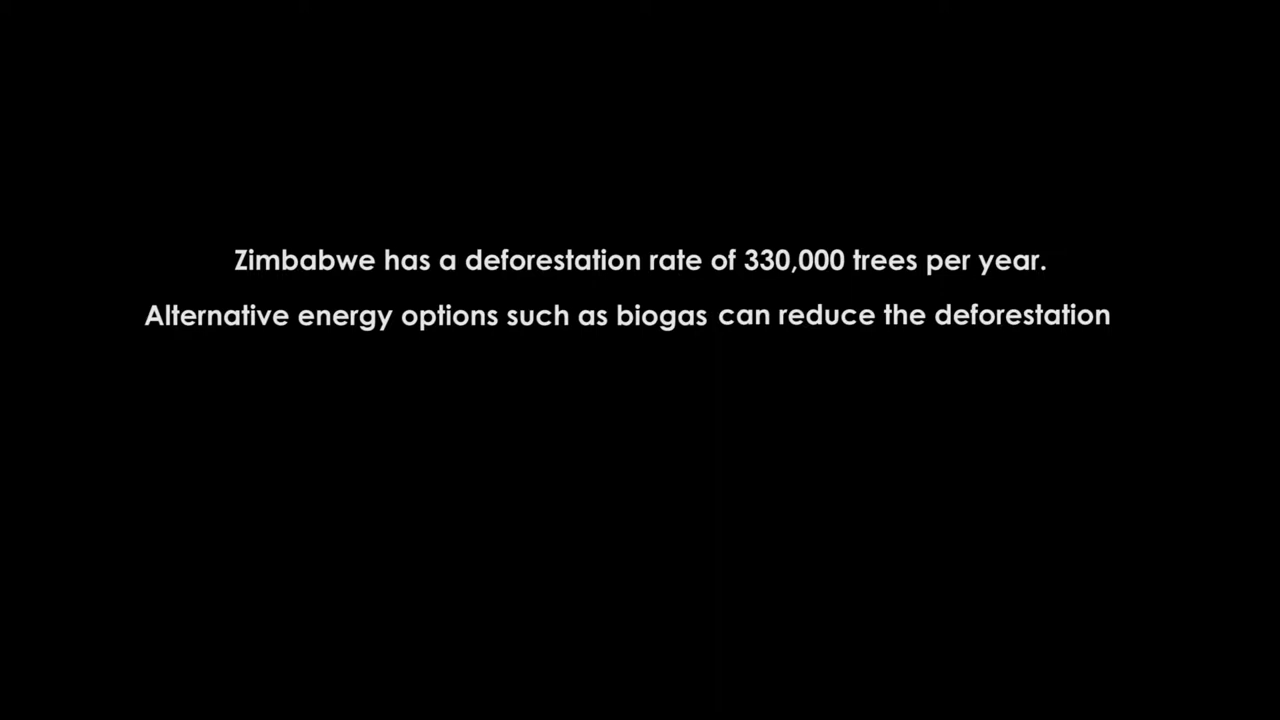 Zimbabwe has a deforestation rate of 330,000 trees per year.
Alternative energy options such as biogas can reduce the deforestation